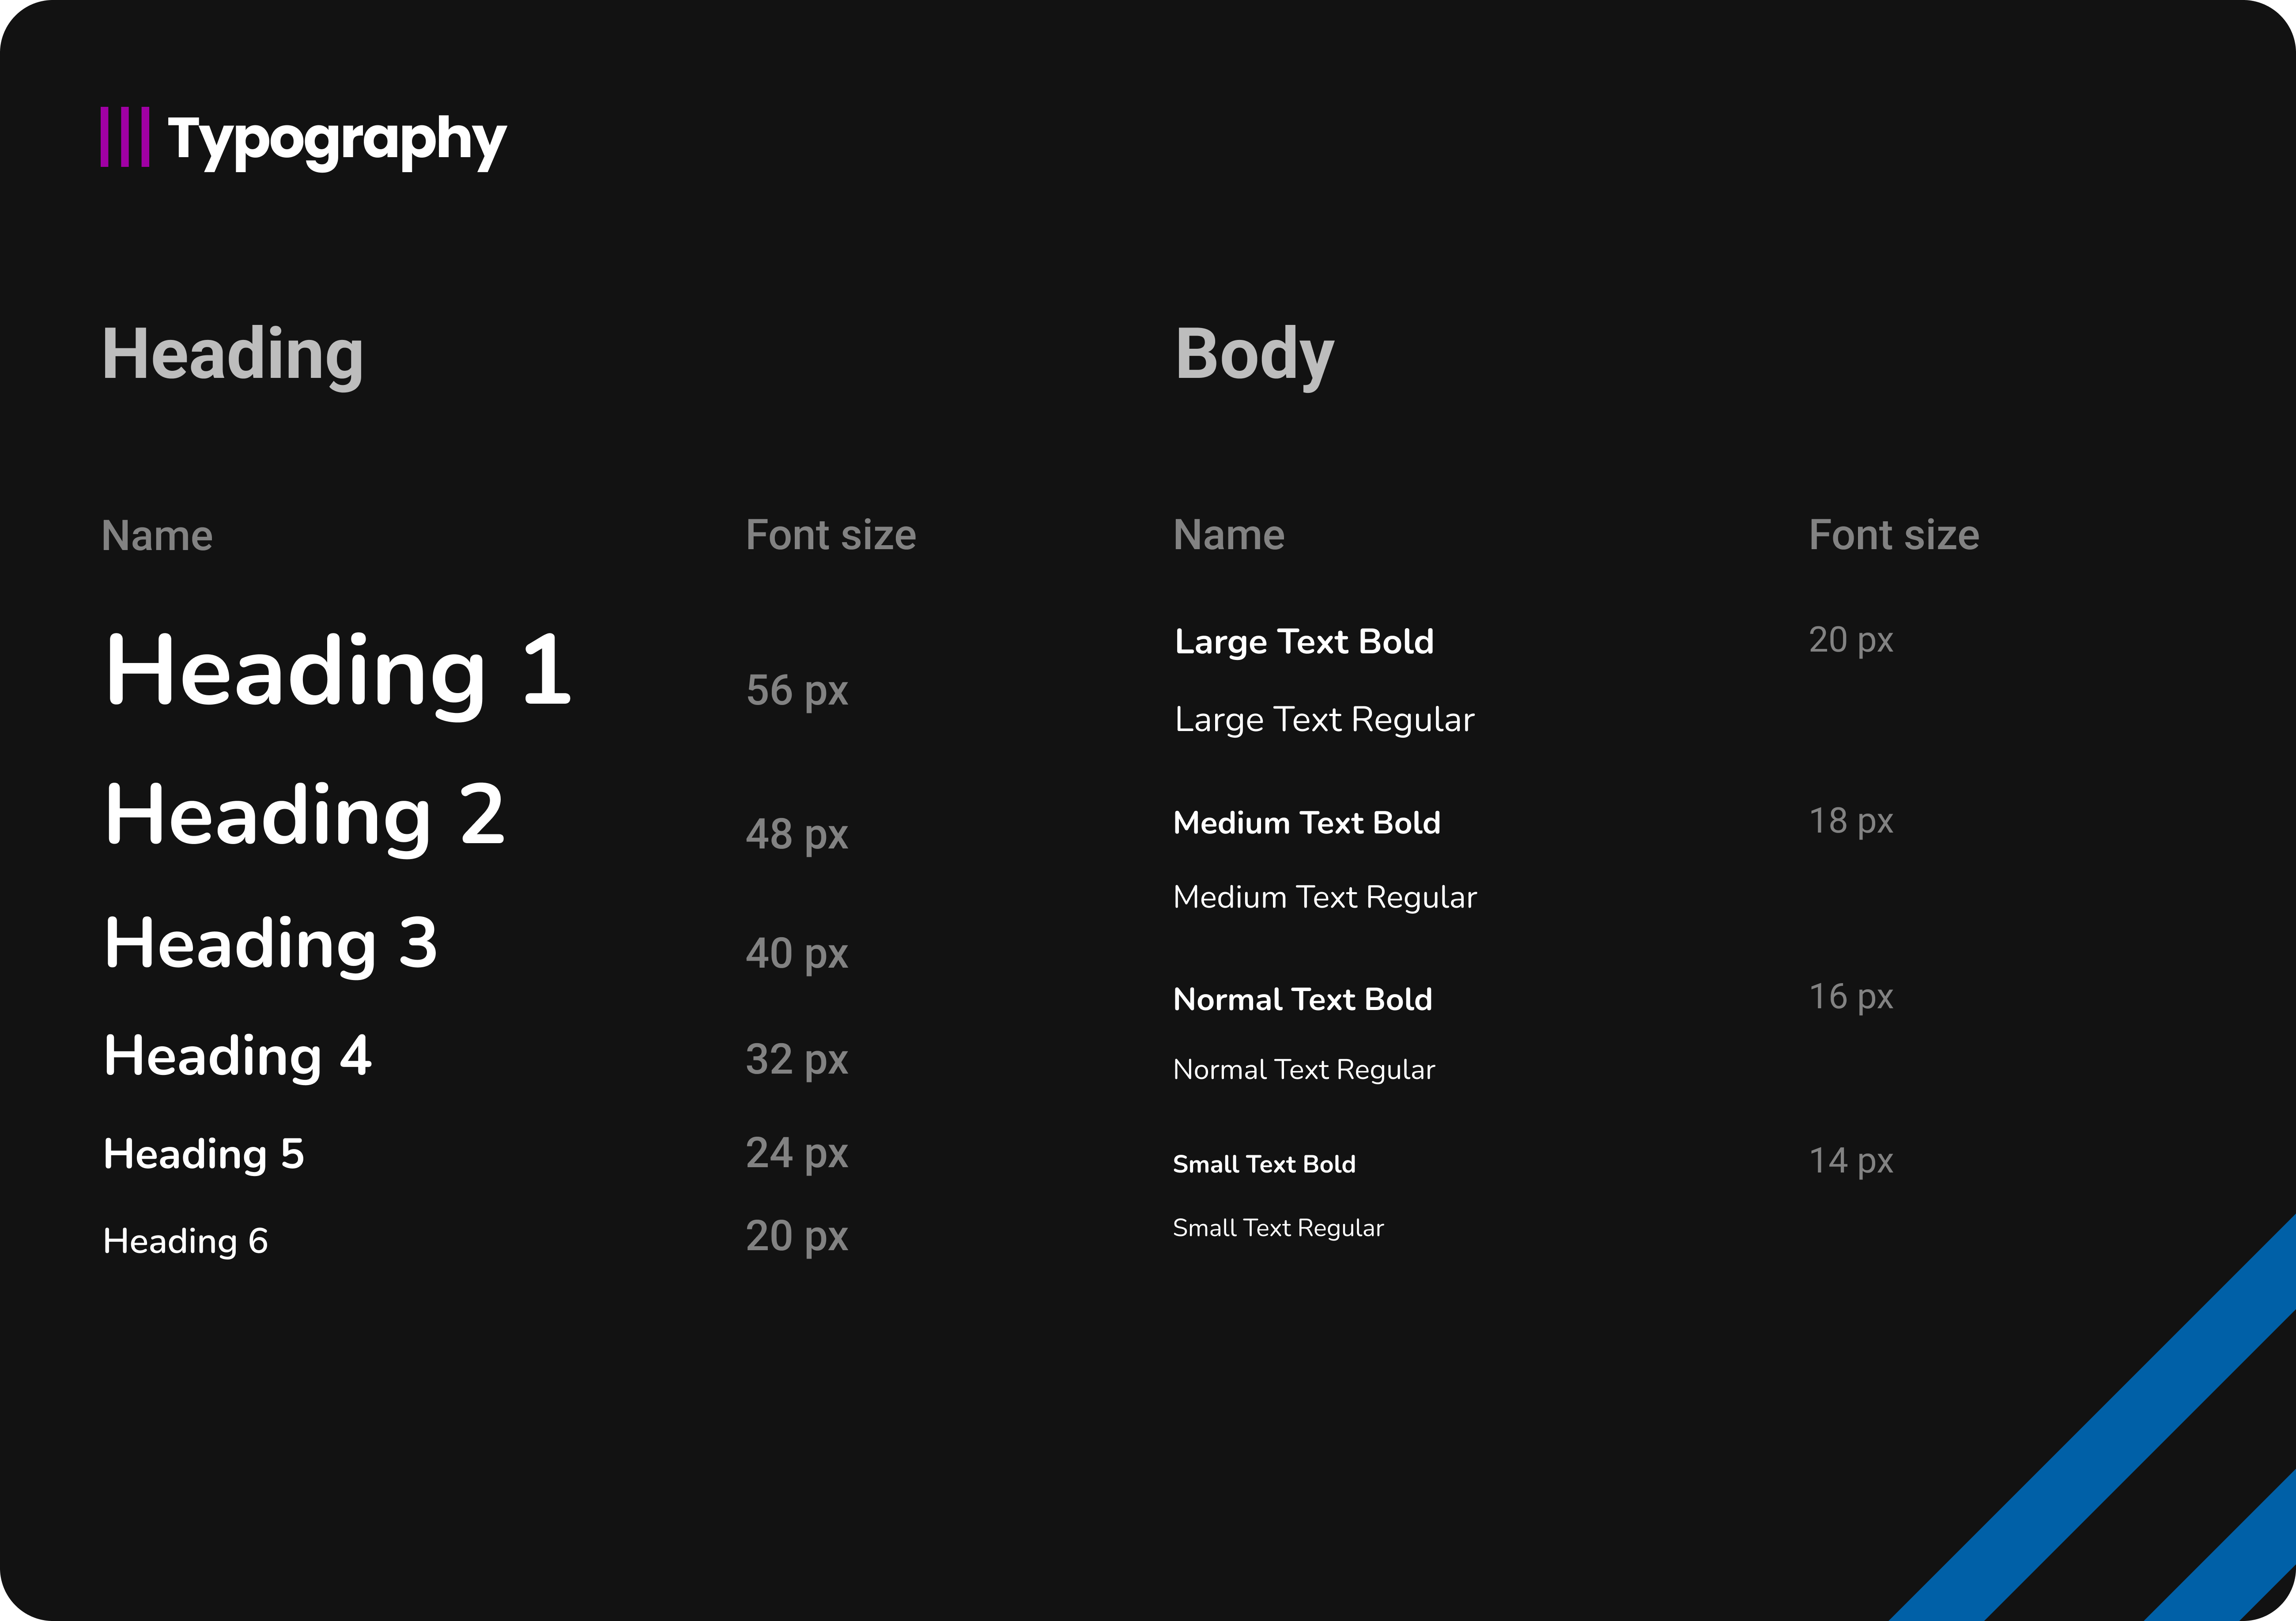 Typography
Heading
Name Font size
Heading 1 56 px
Heading 2 48 px
Heading 3 40 px
Heading 4 32 px
Heading 5 24 px
Heading 6 20 px
Body
Name Font size
Large Text Bold 20 px
Large Text Regular
Medium Text Bold 18 px
Medium Text Regular
Normal Text Bold 16 px
Normal Text Regular
Small Text Bold 14 px
Small Text Regular